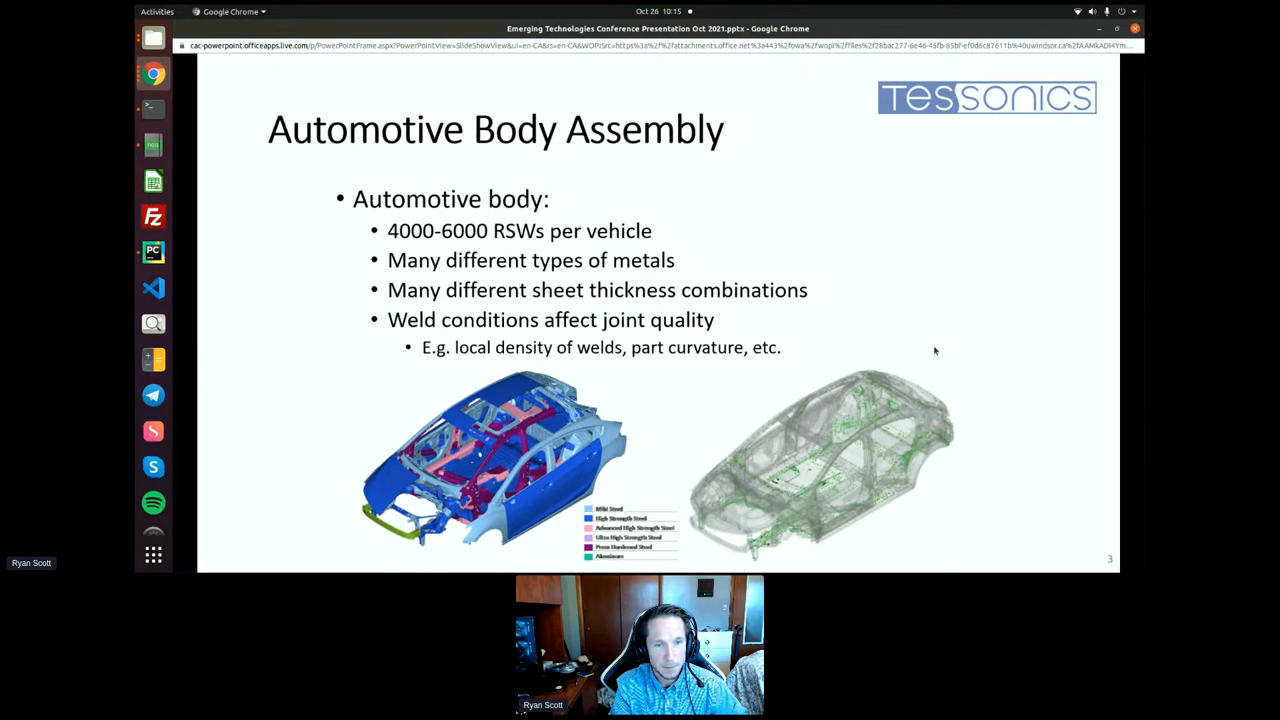 Activities
Google Chrome
Oct 26 10:15
Emerging Technologies Conference Presentation Oct 2021.pptx - Google Chrome
TESSONICS
Automotive Body Assembly
• Automotive body:
• 4000-6000 RSWs per vehicle
• Many different types of metals
• Many different sheet thickness combinations
• Weld conditions affect joint quality
• E.g. local density of welds, part curvature, etc.
Mild Steel
High Strength Steel
Advanced High Strength Steel
Ultra High Strength Steel
Press Hardened Steel
Aluminum
3
Ryan Scott
Ryan Scott